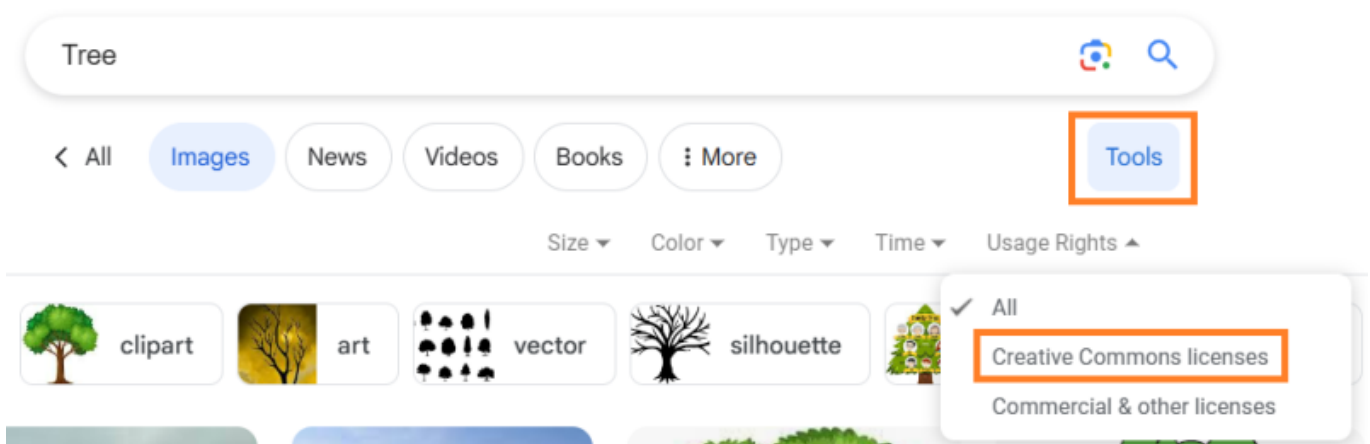 Tree
All Images News Videos Books More Tools
Size Color Type Time Usage Rights
All
clipart art vector silhouette
Creative Commons licenses
Commercial & other licenses